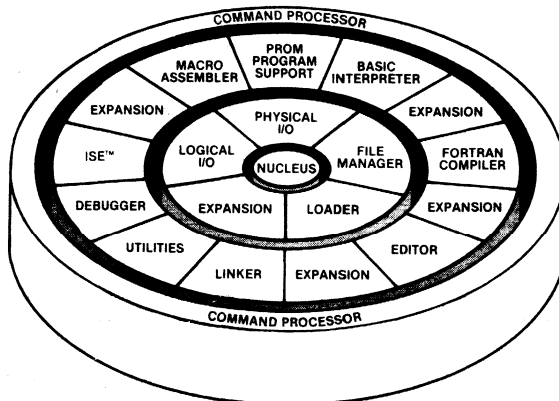 COMMAND PROCESSOR
MACRO
ASSEMBLER
PROM
PROGRAM
SUPPORT
BASIC
INTERPRETER
EXPANSION
PHYSICAL
I/O
EXPANSION
ISE™
LOGICAL
I/O
NUCLEUS
FILE
MANAGER
FORTRAN
COMPILER
DEBUGGER
EXPANSION
LOADER
EXPANSION
UTILITIES
LINKER
EXPANSION
EDITOR
COMMAND PROCESSOR